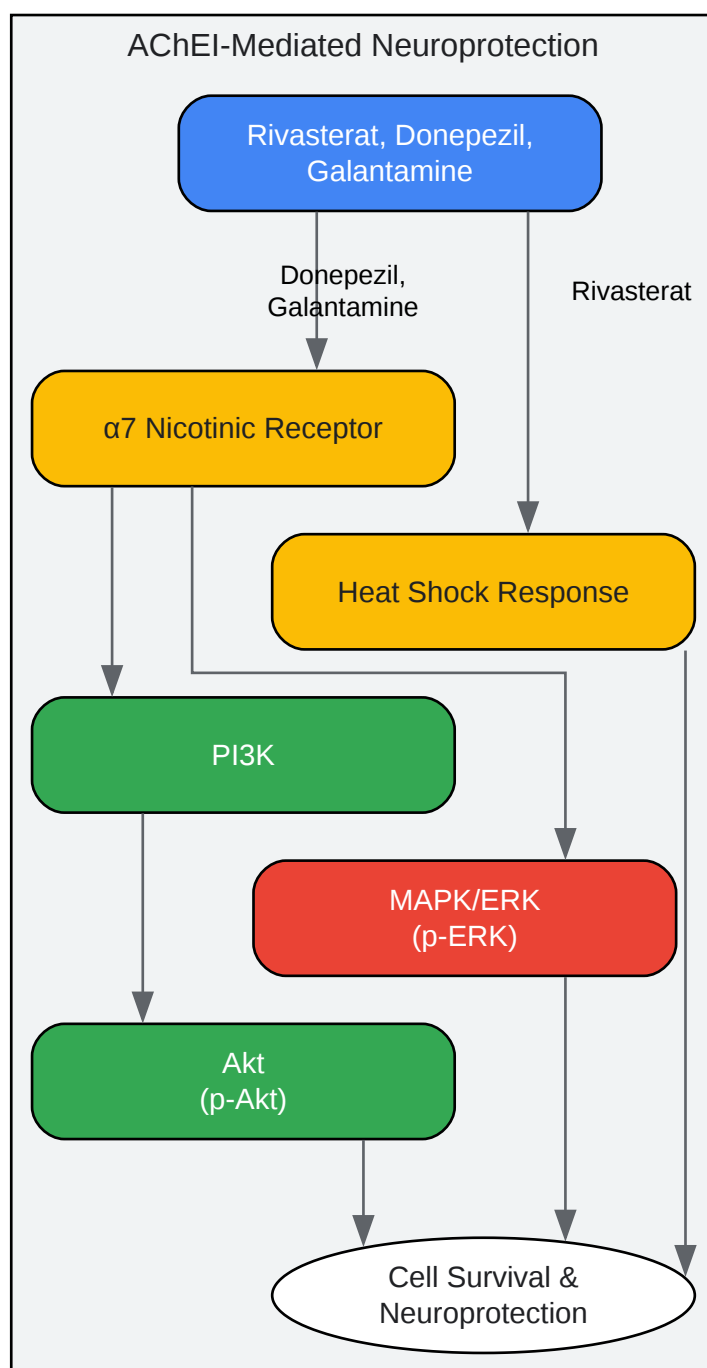 AChEI-Mediated Neuroprotection
Rivasterat, Donepezil,
Galantamine
Donepezil,
Galantamine
Rivasterat
α7 Nicotinic Receptor
Heat Shock Response
PI3K
MAPK/ERK
(p-ERK)
Akt
(p-Akt)
Cell Survival &
Neuroprotection